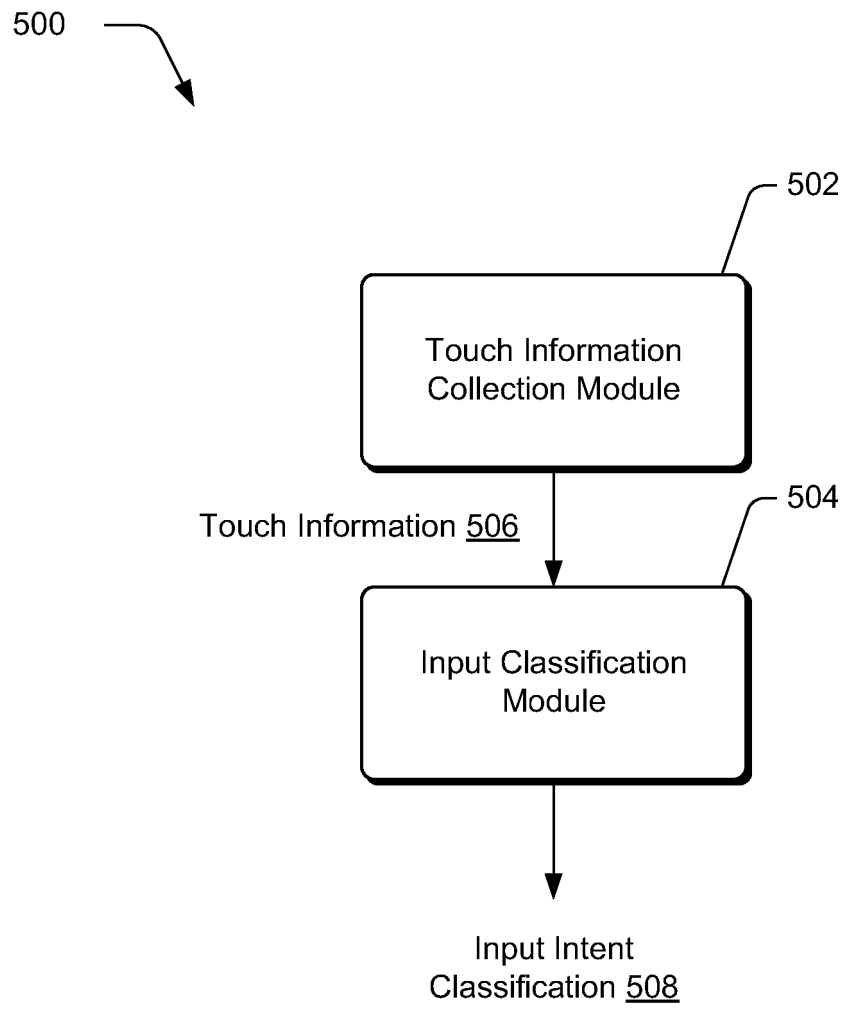 500
502
Touch Information
Collection Module
504
Touch Information 506
Input Classification
Module
Input Intent
Classification 508